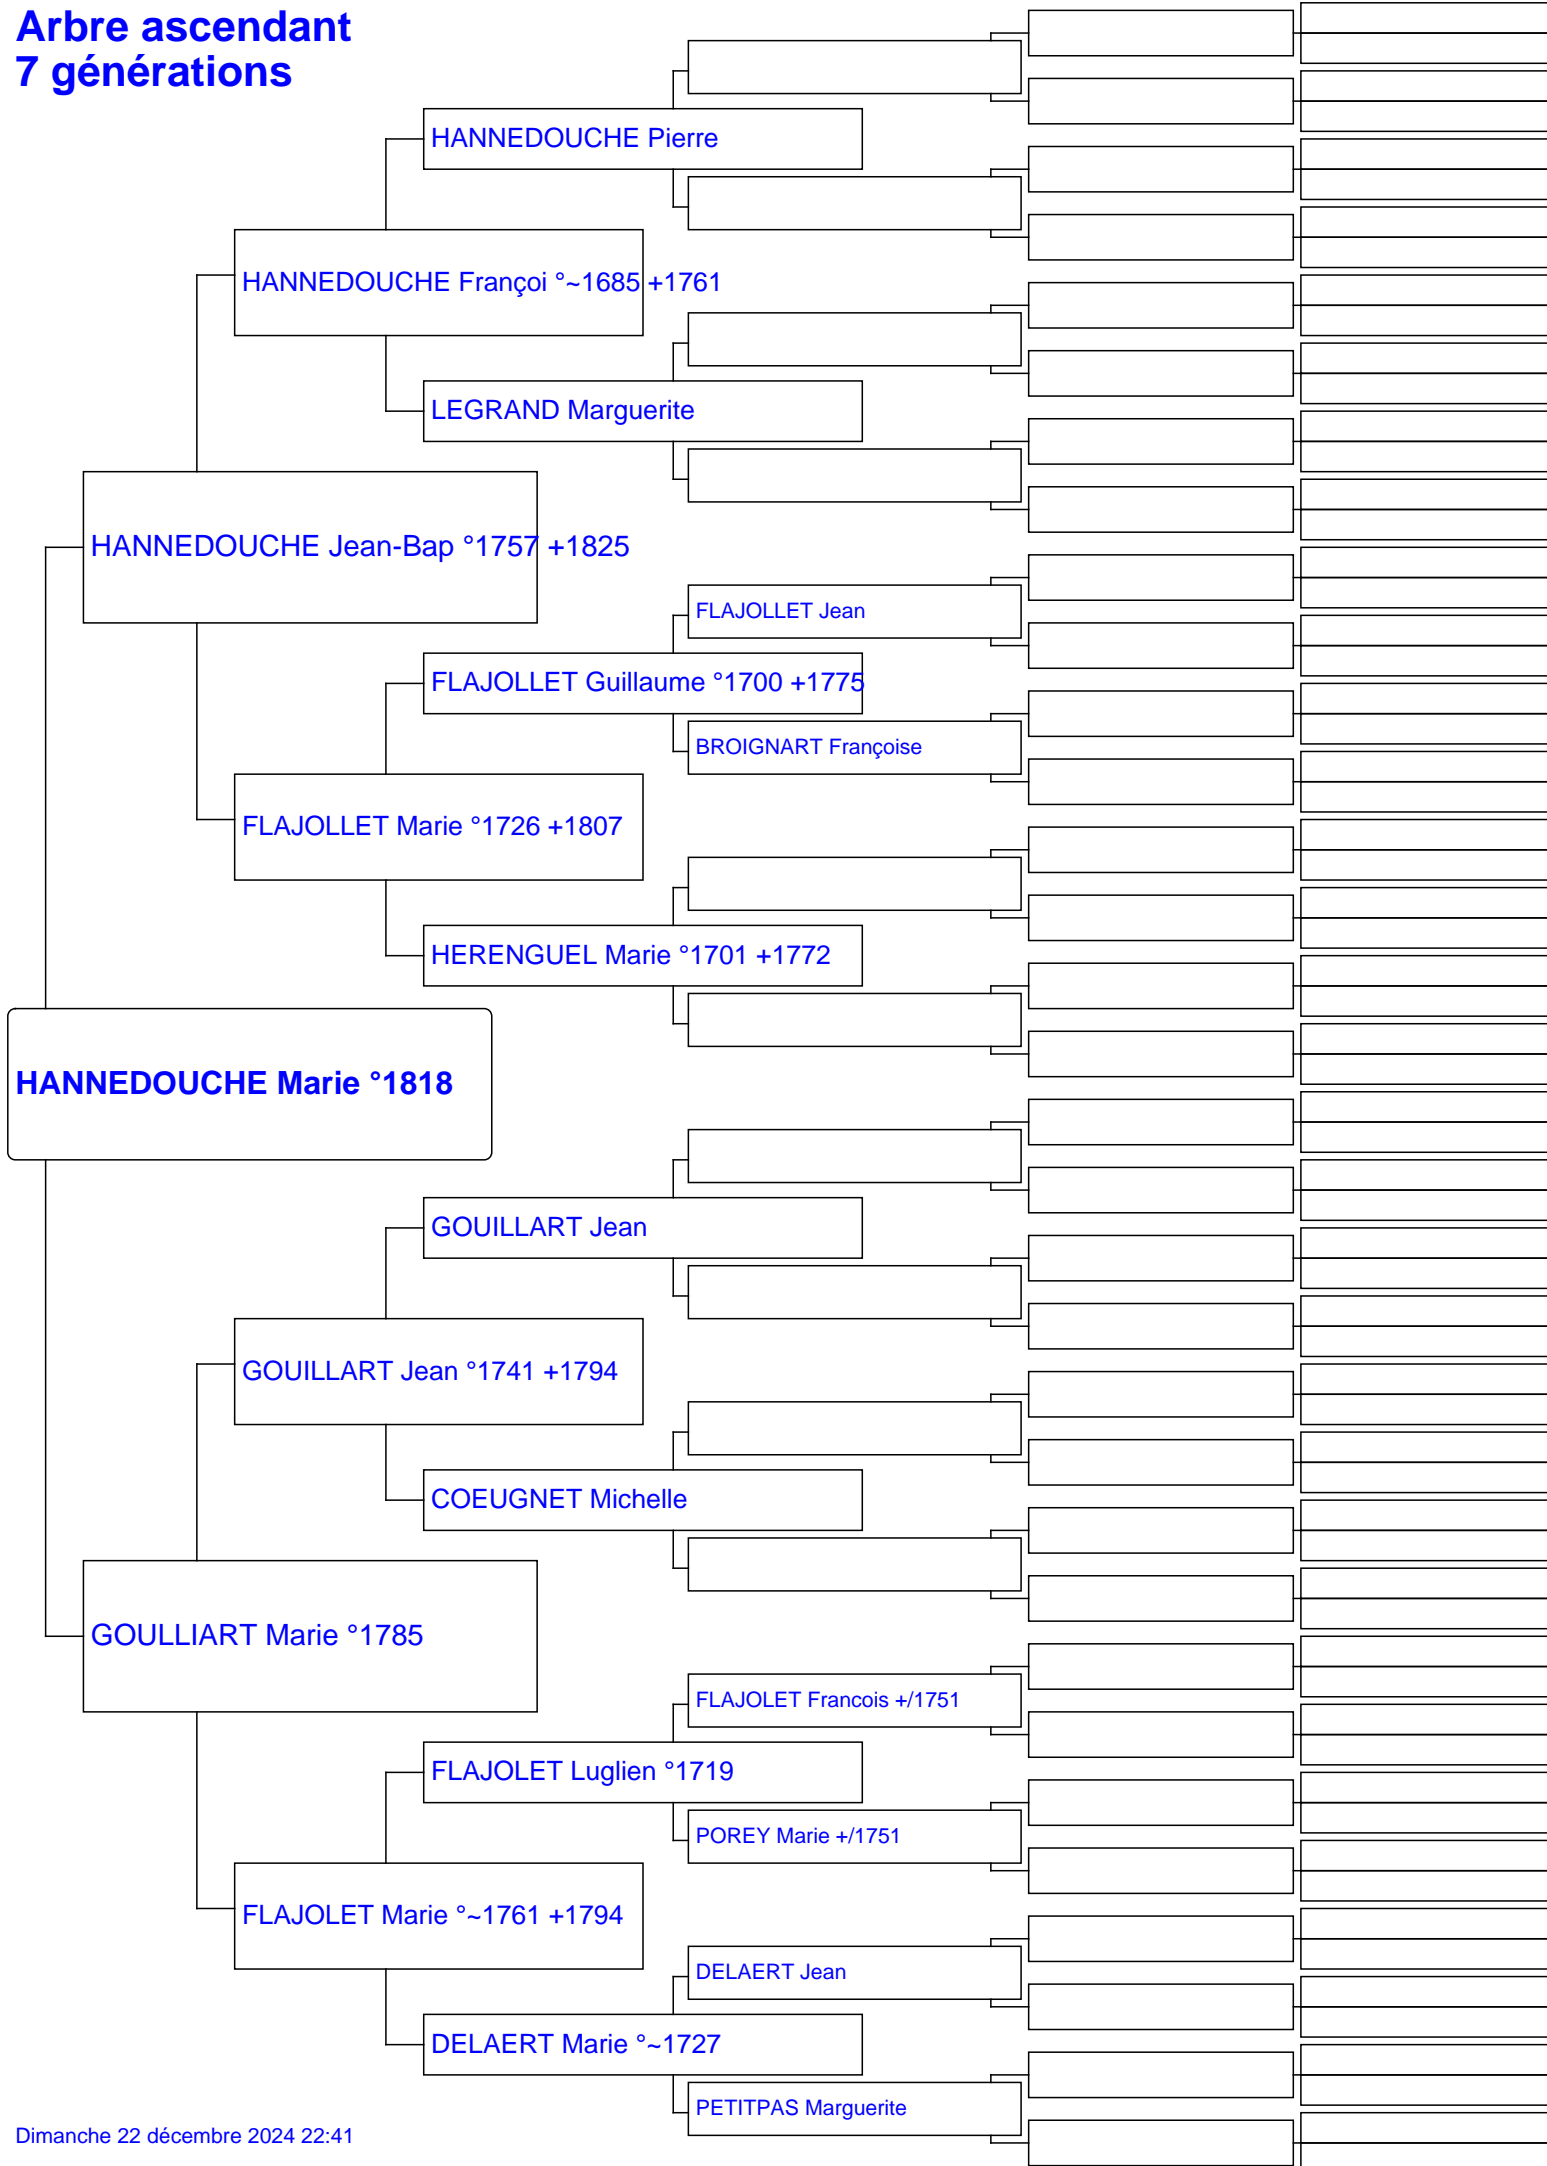 Arbre ascendant
7 générations
HANNEDOUCHE Pierre
HANNEDOUCHE Françoi °~1685 +1761
LEGRAND Marguerite
HANNEDOUCHE Jean-Bap °1757 +1825
FLAJOLLET Jean
FLAJOLLET Guillaume °1700 +1775
BROIGNART Françoise
FLAJOLLET Marie °1726 +1807
HERENGUEL Marie °1701 +1772
HANNEDOUCHE Marie °1818
GOUILLART Jean
GOUILLART Jean °1741 +1794
COEUGNET Michelle
GOULLIART Marie °1785
FLAJOLET Francois +/1751
FLAJOLET Luglien °1719
POREY Marie +/1751
FLAJOLET Marie °~1761 +1794
DELAERT Jean
DELAERT Marie °~1727
PETITPAS Marguerite
Dimanche 22 décembre 2024 22:41